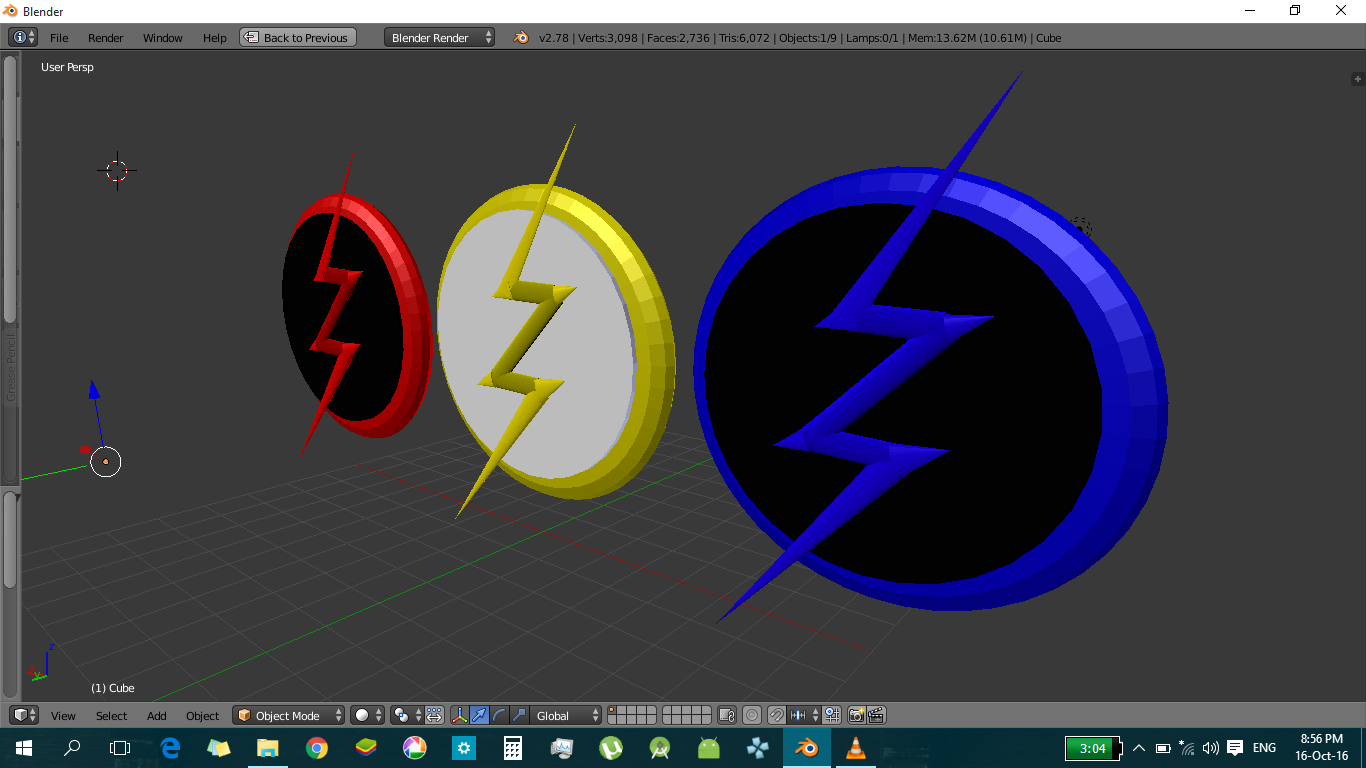 Blender
File Render Window Help Back to Previous Blender Render v2.78 | Verts:3,098 | Faces:2,736 | Tris:6,072 | Objects:1/9 | Lamps:0/1 | Mem:13.62M (10.61M) | Cube
User Persp
Grease Pencil
z
y
(1) Cube
View Select Add Object Object Mode Global
3:04 ENG 8:56 PM
16-Oct-16